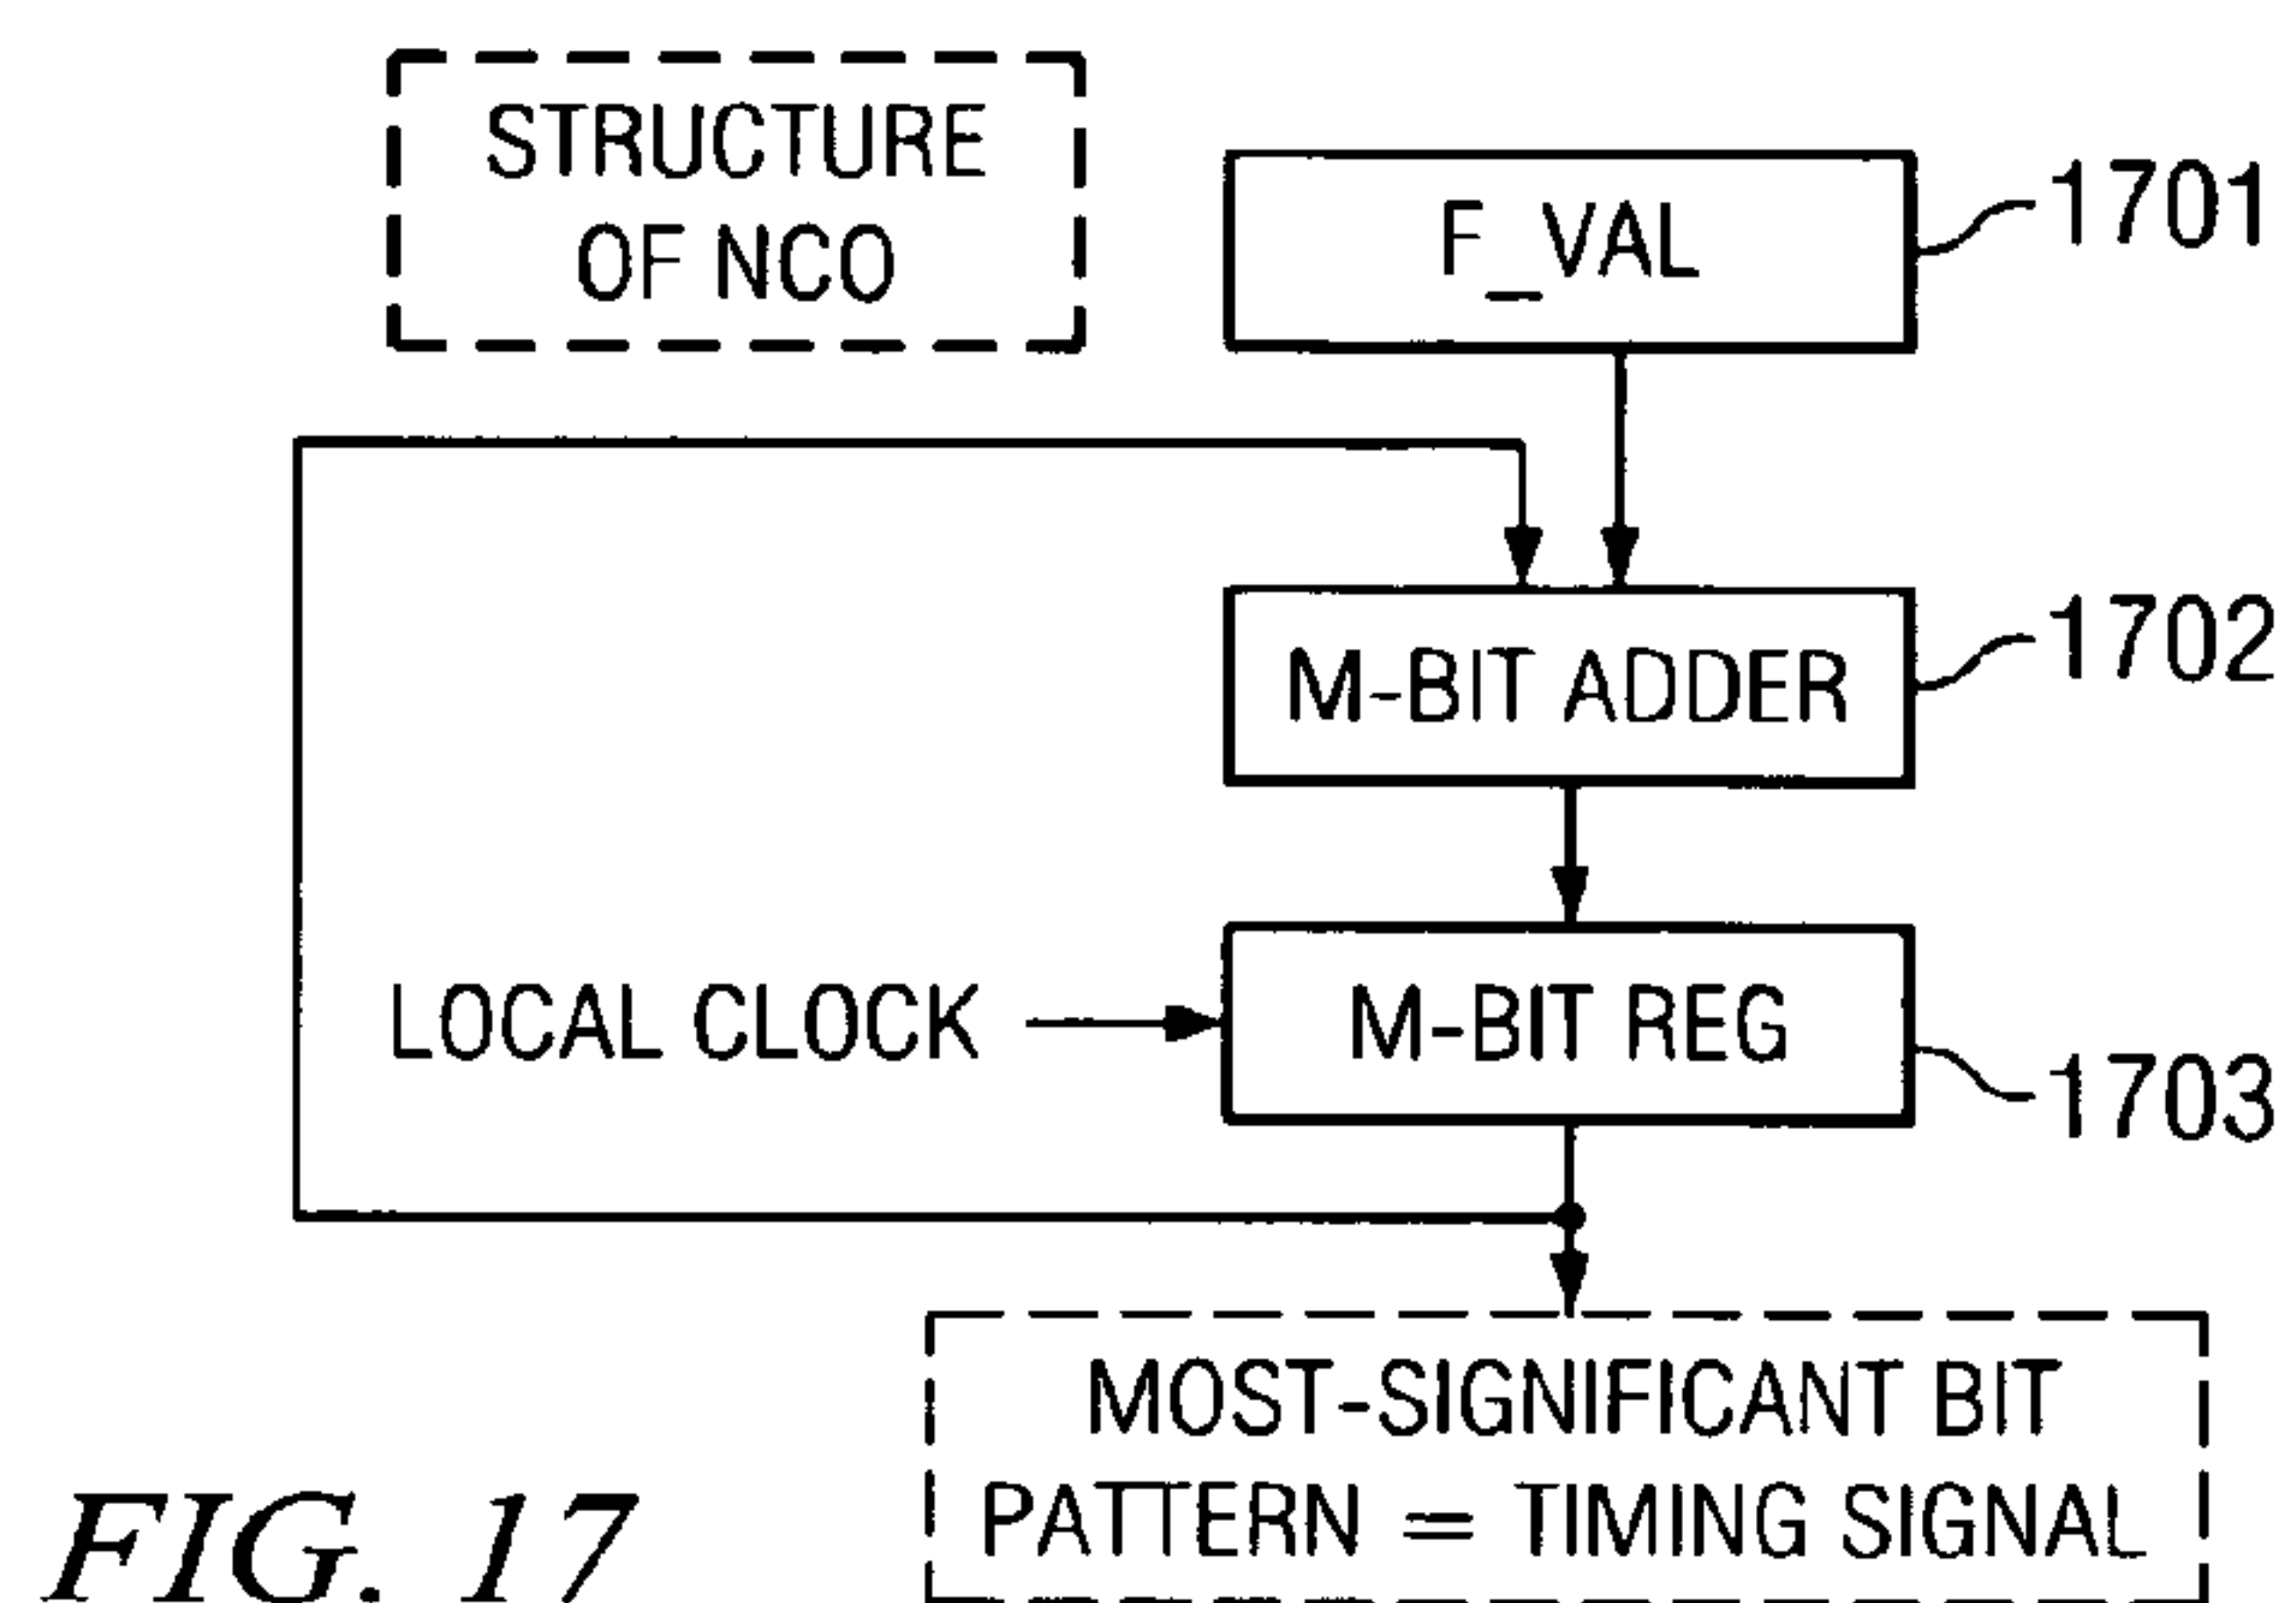 STRUCTURE
OF NCO
F_VAL
1701
M-BIT ADDER
1702
LOCAL CLOCK
M-BIT REG
1703
MOST-SIGNIFICANT BIT
PATTERN = TIMING SIGNAL
FIG. 17